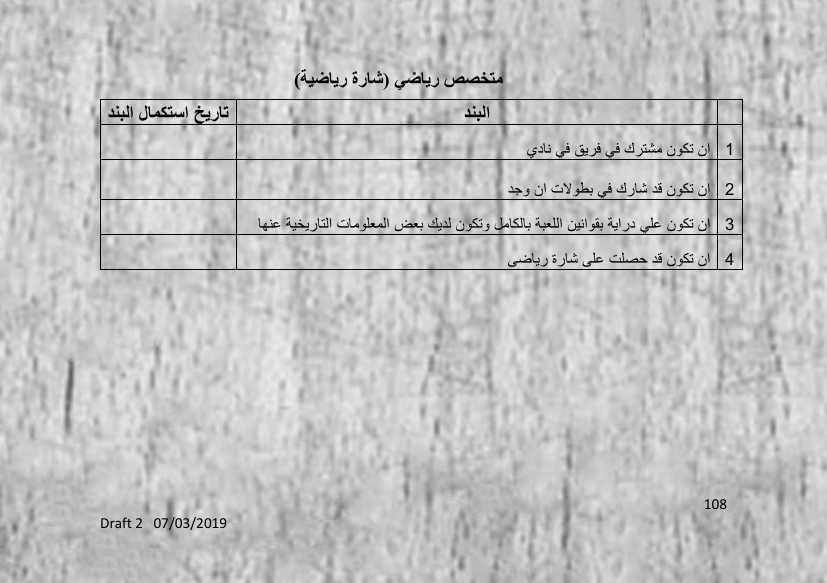 متخصص رياضي (شارة رياضية)
البند تاريخ استكمال البند
1 ان تكون مشترك في فريق في نادي
2 ان تكون قد شارك في بطولات ان وجد
3 ان تكون علي دراية بقوانين اللعبة بالكامل وتكون لديك بعض المعلومات التاريخية عنها
4 ان تكون قد حصلت على شارة رياضى
108
Draft 2 07/03/2019